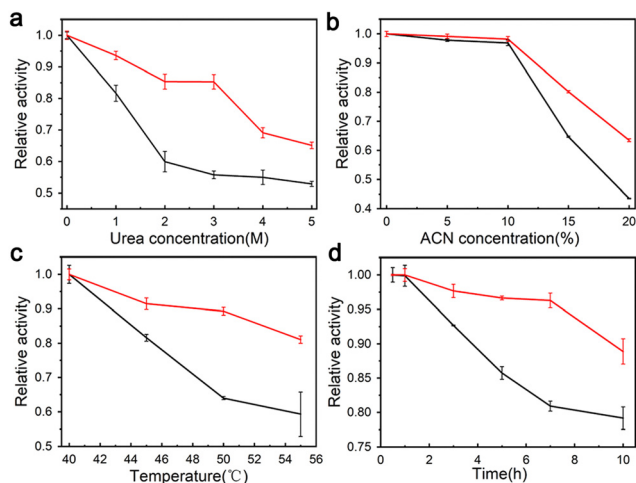 a
Relative activity
1.0
0.9
0.8
0.7
0.6
0.5
0 1 2 3 4 5
Urea concentration(M)
b
Relative activity
1.0
0.9
0.8
0.7
0.6
0.5
0.4
0 5 10 15 20
ACN concentration(%)
c
Relative activity
1.0
0.9
0.8
0.7
0.6
0.5
40 42 44 46 48 50 52 54 56
Temperature(℃)
d
Relative activity
1.00
0.95
0.90
0.85
0.80
0.75
0 2 4 6 8 10
Time(h)